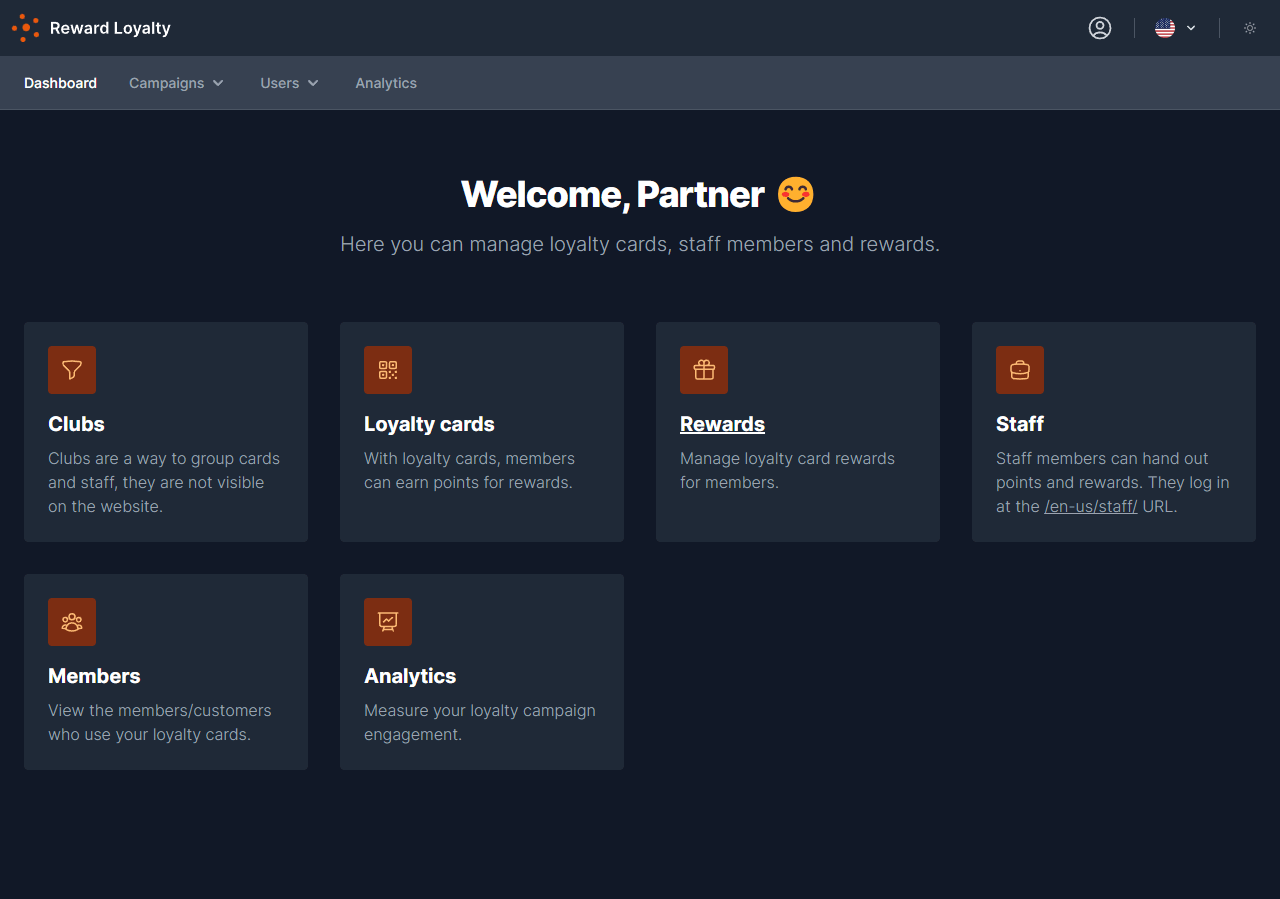 Reward Loyalty
Dashboard Campaigns Users Analytics
Welcome, Partner 😊
Here you can manage loyalty cards, staff members and rewards.
Clubs
Clubs are a way to group cards
and staff, they are not visible
on the website.
Loyalty cards
With loyalty cards, members
can earn points for rewards.
Rewards
Manage loyalty card rewards
for members.
Staff
Staff members can hand out
points and rewards. They log in
at the /en-us/staff/ URL.
Members
View the members/customers
who use your loyalty cards.
Analytics
Measure your loyalty campaign
engagement.